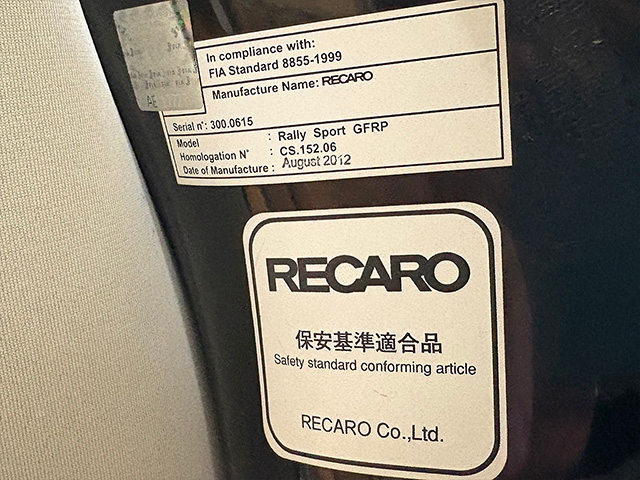 In compliance with:
FIA Standard 8855-1999
Manufacture Name: RECARO
Serial n°: 300.0615
Model : Rally Sport GFRP
Homologation N° : CS.152.06
Date of Manufacture : August 2012
AE
RECARO
保安基準適合品
Safety standard conforming article
RECARO Co.,Ltd.